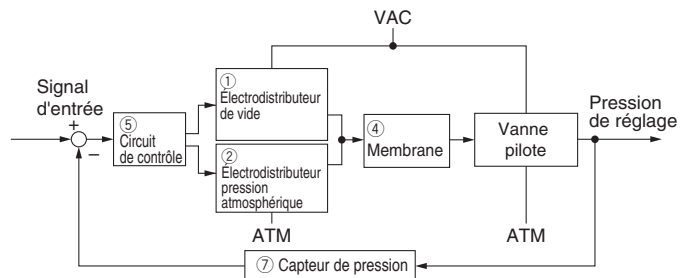 VAC
Signal
d'entrée
+
−
⑤
Circuit
de contrôle
①
Électrodistributeur
de vide
②
Électrodistributeur
pression
atmosphérique
④
Membrane
Vanne
pilote
Pression
de réglage
ATM
ATM
⑦ Capteur de pression